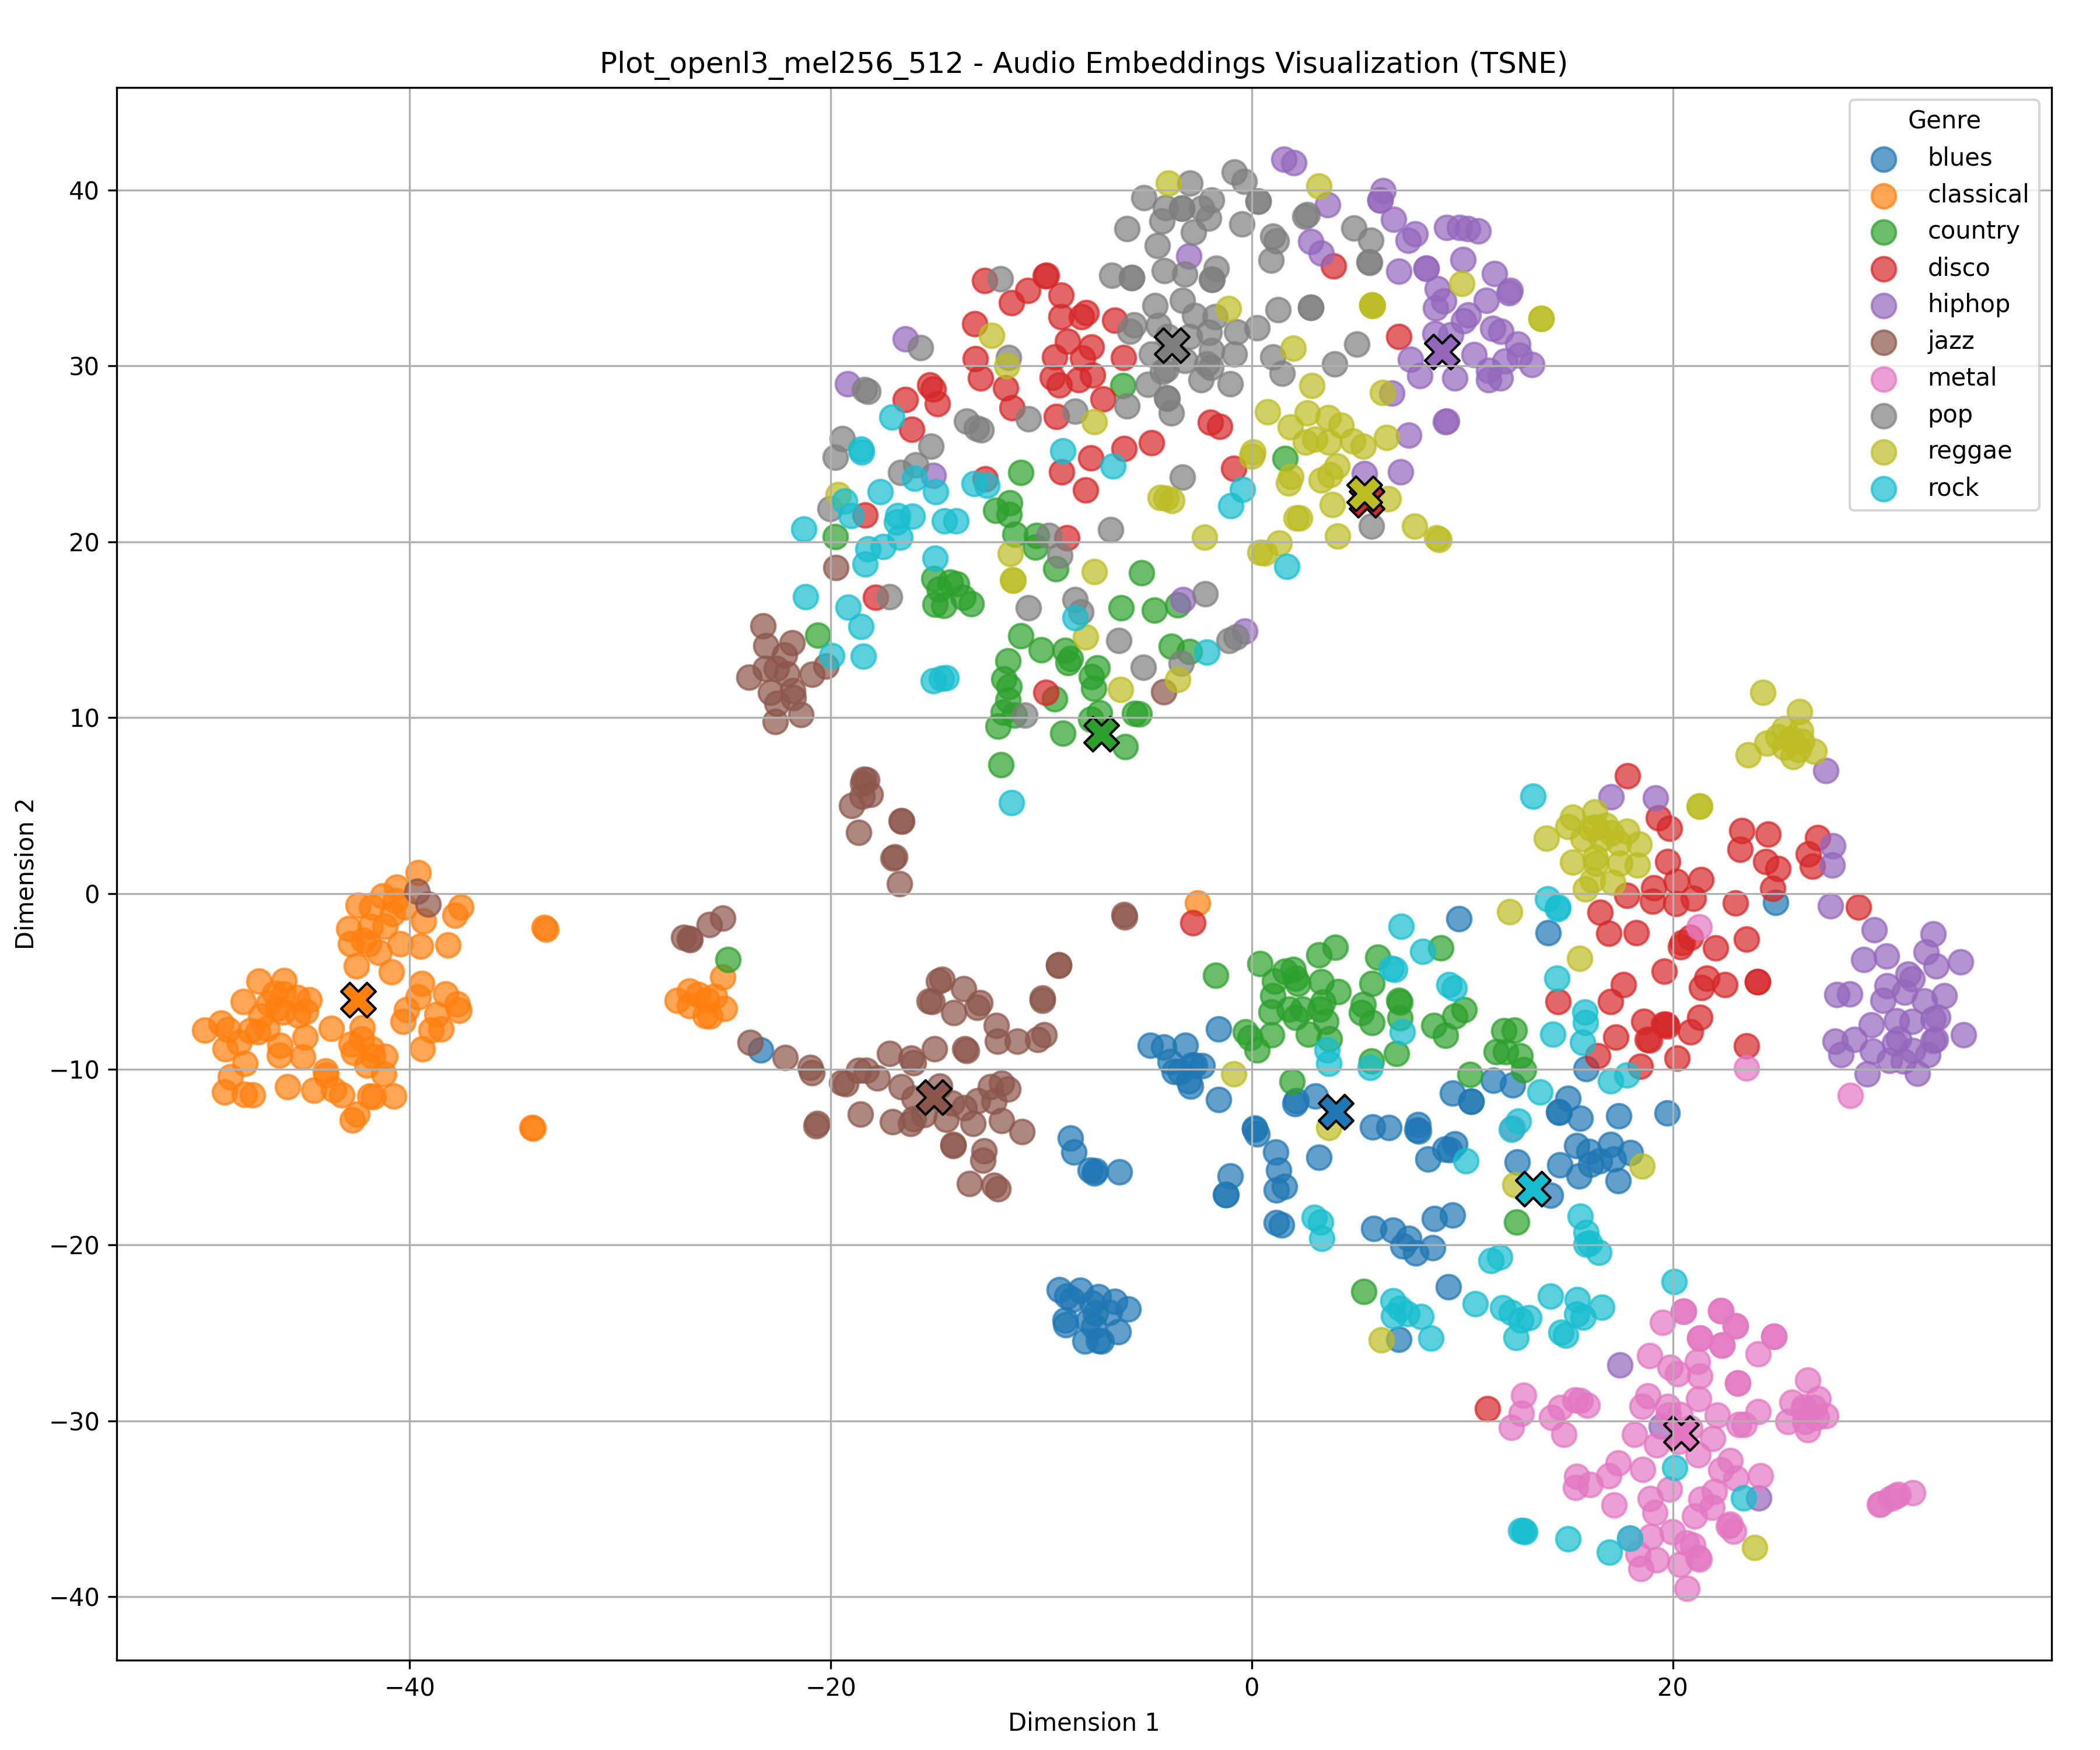 Plot_openl3_mel256_512 - Audio Embeddings Visualization (TSNE)
Genre
blues
classical
country
disco
hiphop
jazz
metal
pop
reggae
rock
40
30
20
10
0
−10
−20
−30
−40
Dimension 2
−40
−20
0
20
Dimension 1